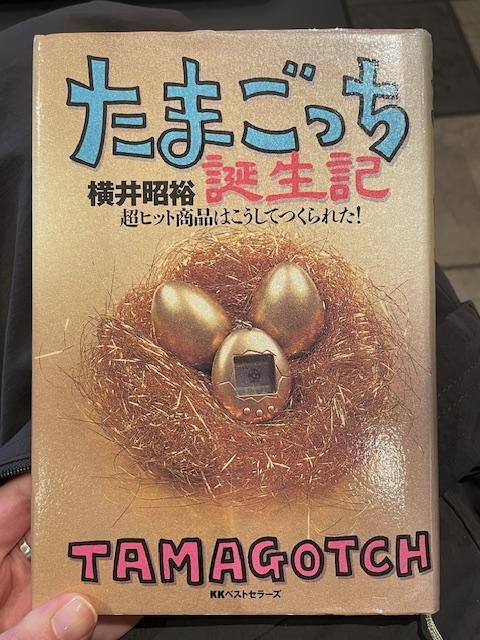 たまごっち
誕生記
横井昭裕
超ヒット商品はこうしてつくられた!
TAMAGOTCH
KKベストセラーズ